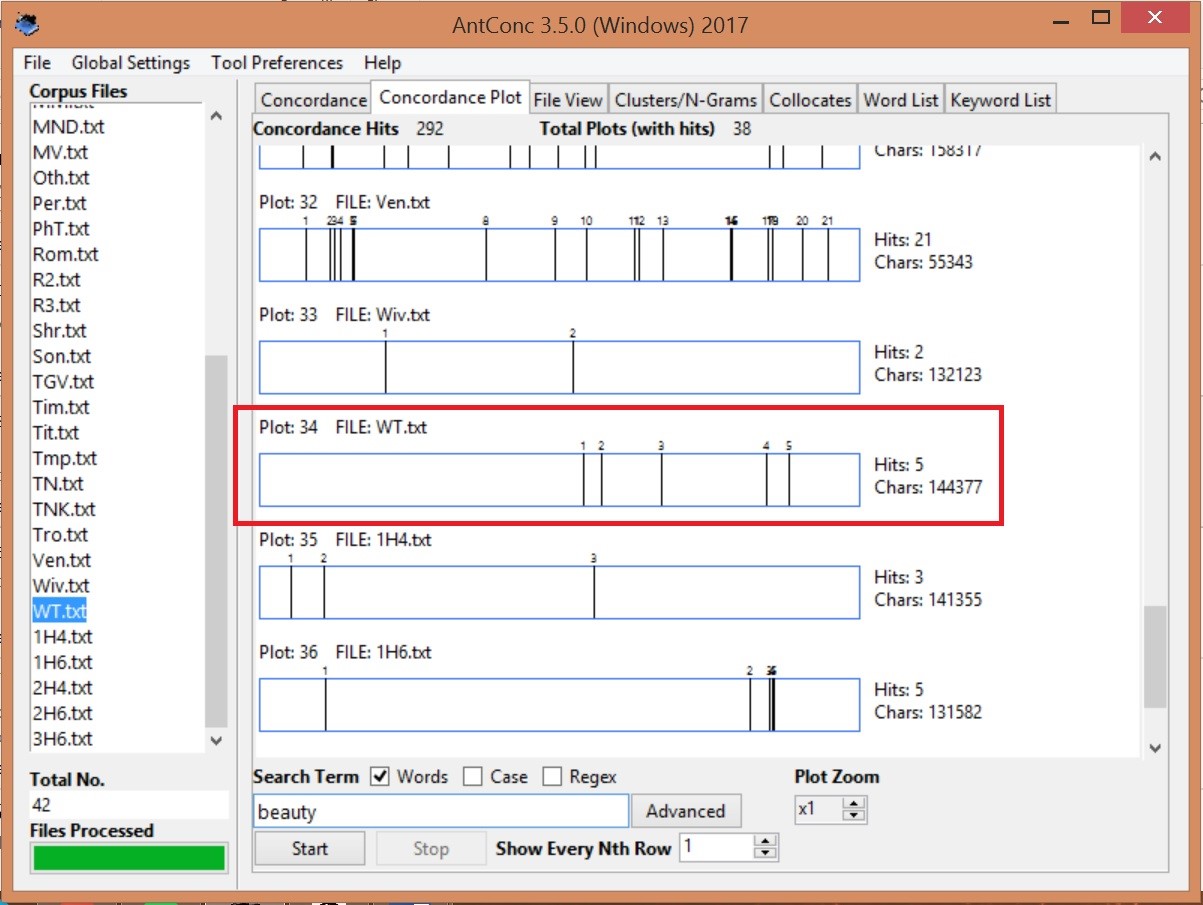 AntConc 3.5.0 (Windows) 2017
File Global Settings Tool Preferences Help
Corpus Files
MND.txt
MV.txt
Oth.txt
Per.txt
PhT.txt
Rom.txt
R2.txt
R3.txt
Shr.txt
Son.txt
TGV.txt
Tim.txt
Tit.txt
Tmp.txt
TN.txt
TNK.txt
Tro.txt
Ven.txt
Wiv.txt
WT.txt
1H4.txt
1H6.txt
2H4.txt
2H6.txt
3H6.txt
Total No.
42
Files Processed
Concordance Concordance Plot File View Clusters/N-Grams Collocates Word List Keyword List
Concordance Hits 292 Total Plots (with hits) 38
Chars: 158317
Plot: 32 FILE: Ven.txt
1 8 9 10 13 20 21
Hits: 21
Chars: 55343
Plot: 33 FILE: Wiv.txt
1 2
Hits: 2
Chars: 132123
Plot: 34 FILE: WT.txt
1 2 3 4 5
Hits: 5
Chars: 144377
Plot: 35 FILE: 1H4.txt
1 2 3
Hits: 3
Chars: 141355
Plot: 36 FILE: 1H6.txt
1 2
Hits: 5
Chars: 131582
Search Term Words Case Regex
Plot Zoom
beauty
Advanced
x1
Start Stop Show Every Nth Row 1